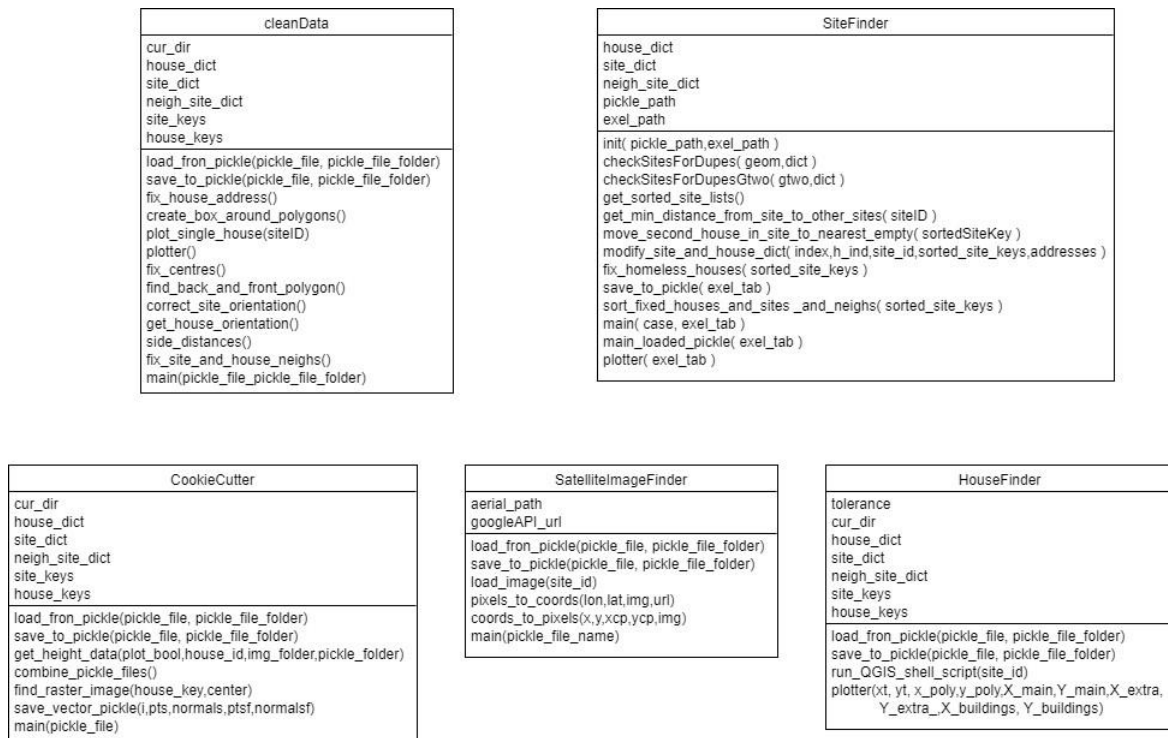 cleanData
cur_dir
house_dict
site_dict
neigh_site_dict
site_keys
house_keys
load_fron_pickle(pickle_file, pickle_file_folder)
save_to_pickle(pickle_file, pickle_file_folder)
fix_house_address()
create_box_around_polygons()
plot_single_house(siteID)
plotter()
fix_centres()
find_back_and_front_polygon()
correct_site_orientation()
get_house_orientation()
side_distances()
fix_site_and_house_neighs()
main(pickle_file_pickle_file_folder)
SiteFinder
house_dict
site_dict
neigh_site_dict
pickle_path
exel_path
init( pickle_path,exel_path )
checkSitesForDupes( geom,dict )
checkSitesForDupesGtwo( gtwo,dict )
get_sorted_site_lists()
get_min_distance_from_site_to_other_sites( siteID )
move_second_house_in_site_to_nearest_empty( sortedSiteKey )
modify_site_and_house_dict( index,h_ind,site_id,sorted_site_keys,addresses )
fix_homeless_houses( sorted_site_keys )
save_to_pickle( exel_tab )
sort_fixed_houses_and_sites _and_neighs( sorted_site_keys )
main( case, exel_tab )
main_loaded_pickle( exel_tab )
plotter( exel_tab )
CookieCutter
cur_dir
house_dict
site_dict
neigh_site_dict
site_keys
house_keys
load_fron_pickle(pickle_file, pickle_file_folder)
save_to_pickle(pickle_file, pickle_file_folder)
get_height_data(plot_bool,house_id,img_folder,pickle_folder)
combine_pickle_files()
find_raster_image(house_key,center)
save_vector_pickle(i,pts,normals,ptsf,normalsf)
main(pickle_file)
SatelliteImageFinder
aerial_path
googleAPI_url
load_fron_pickle(pickle_file, pickle_file_folder)
save_to_pickle(pickle_file, pickle_file_folder)
load_image(site_id)
pixels_to_coords(lon,lat,img,url)
coords_to_pixels(x,y,xcp,ycp,img)
main(pickle_file_name)
HouseFinder
tolerance
cur_dir
house_dict
site_dict
neigh_site_dict
site_keys
house_keys
load_fron_pickle(pickle_file, pickle_file_folder)
save_to_pickle(pickle_file, pickle_file_folder)
run_QGIS_shell_script(site_id)
plotter(xt, yt, x_poly,y_poly,X_main,Y_main,X_extra,
Y_extra_,X_buildings, Y_buildings)